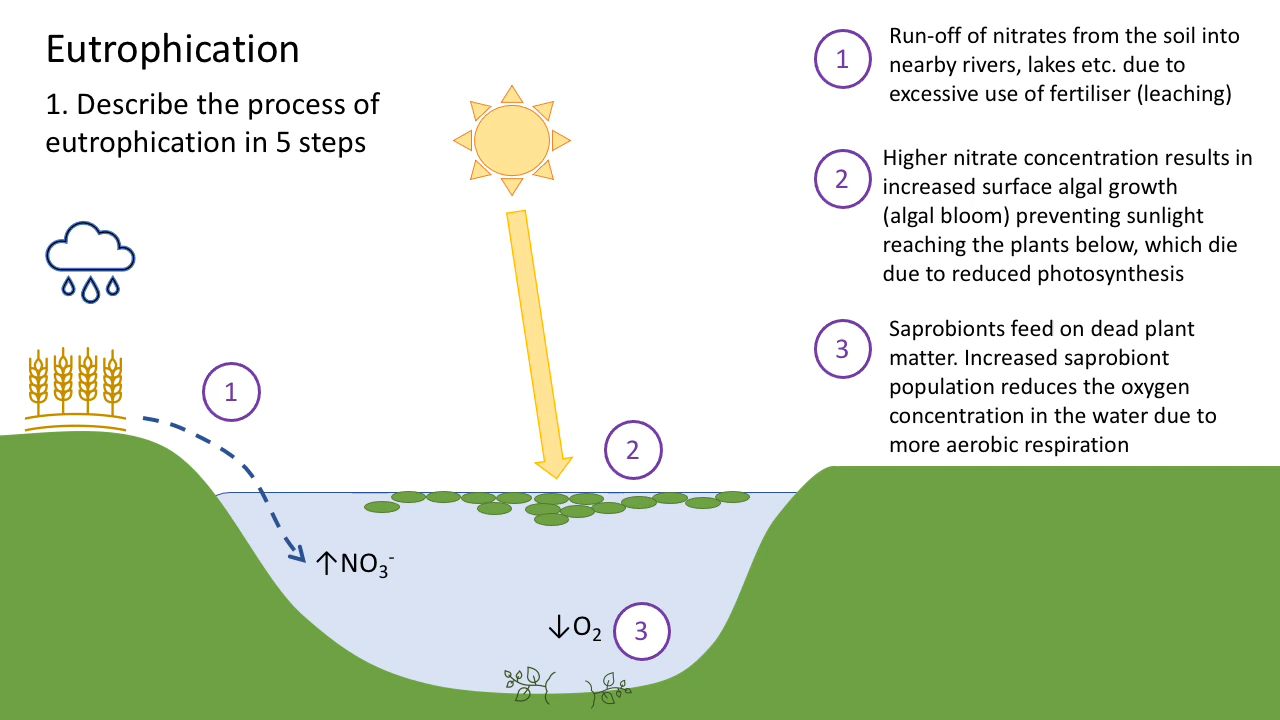 Eutrophication
1. Describe the process of
eutrophication in 5 steps
1
Run-off of nitrates from the soil into
nearby rivers, lakes etc. due to
excessive use of fertiliser (leaching)
2
Higher nitrate concentration results in
increased surface algal growth
(algal bloom) preventing sunlight
reaching the plants below, which die
due to reduced photosynthesis
3
Saprobionts feed on dead plant
matter. Increased saprobiont
population reduces the oxygen
concentration in the water due to
more aerobic respiration
1
2
↑NO₃⁻
↓O₂
3